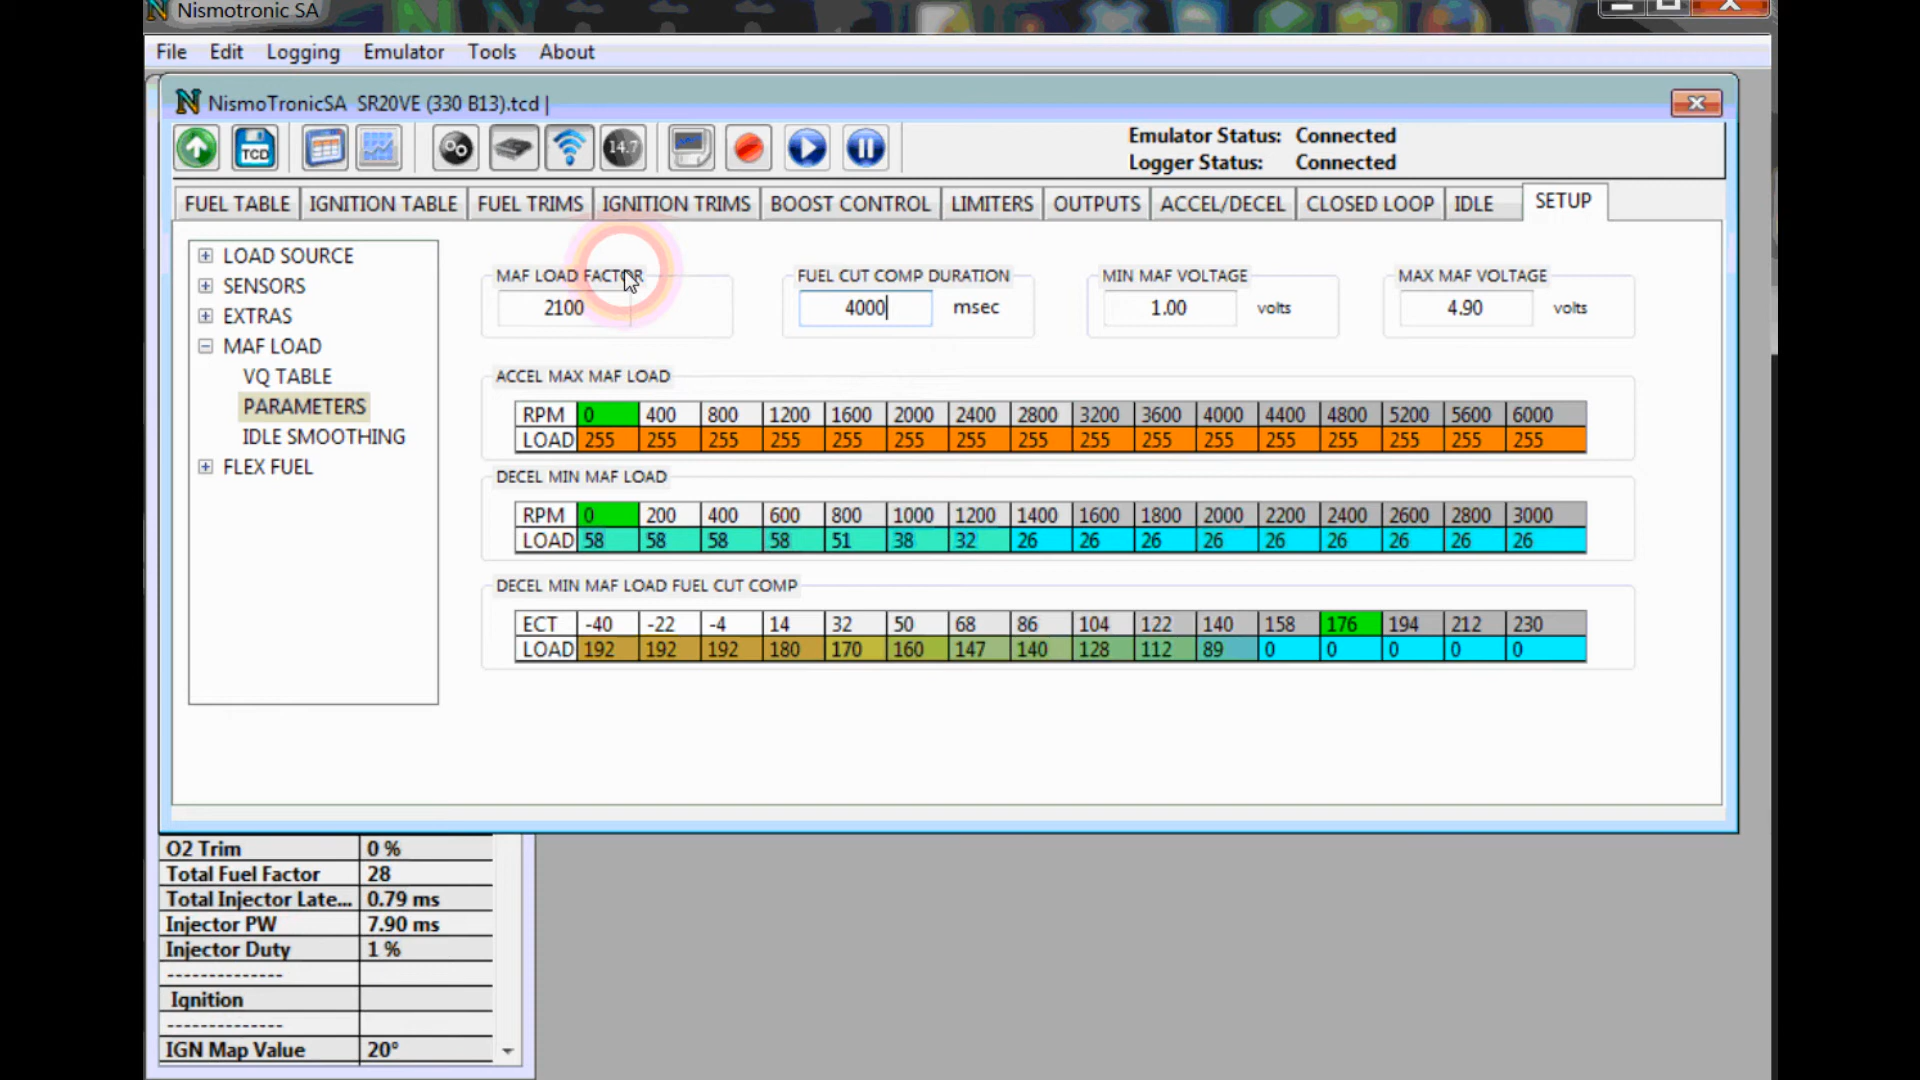 Nismotronic SA
File Edit Logging Emulator Tools About
NismoTronicSA SR20VE (330 B13).tcd |
TCD 14.7
Emulator Status: Connected
Logger Status: Connected
FUEL TABLE IGNITION TABLE FUEL TRIMS IGNITION TRIMS BOOST CONTROL LIMITERS OUTPUTS ACCEL/DECEL CLOSED LOOP IDLE SETUP
LOAD SOURCE
SENSORS
EXTRAS
MAF LOAD
VQ TABLE
PARAMETERS
IDLE SMOOTHING
FLEX FUEL
MAF LOAD FACTOR
2100
FUEL CUT COMP DURATION
4000 msec
MIN MAF VOLTAGE
1.00 volts
MAX MAF VOLTAGE
4.90 volts
ACCEL MAX MAF LOAD
RPM 0 400 800 1200 1600 2000 2400 2800 3200 3600 4000 4400 4800 5200 5600 6000
LOAD 255 255 255 255 255 255 255 255 255 255 255 255 255 255 255 255
DECEL MIN MAF LOAD
RPM 0 200 400 600 800 1000 1200 1400 1600 1800 2000 2200 2400 2600 2800 3000
LOAD 58 58 58 58 51 38 32 26 26 26 26 26 26 26 26 26
DECEL MIN MAF LOAD FUEL CUT COMP
ECT -40 -22 -4 14 32 50 68 86 104 122 140 158 176 194 212 230
LOAD 192 192 192 180 170 160 147 140 128 112 89 0 0 0 0 0
O2 Trim 0 %
Total Fuel Factor 28
Total Injector Late... 0.79 ms
Injector PW 7.90 ms
Injector Duty 1 %
--------------
Ignition
--------------
IGN Map Value 20°